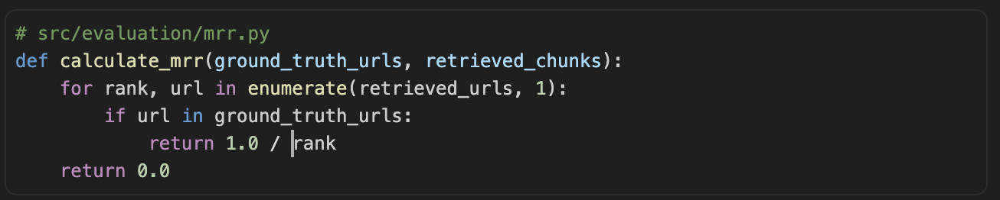 # src/evaluation/mrr.py
def calculate_mrr(ground_truth_urls, retrieved_chunks):
    for rank, url in enumerate(retrieved_urls, 1):
        if url in ground_truth_urls:
            return 1.0 / rank
    return 0.0